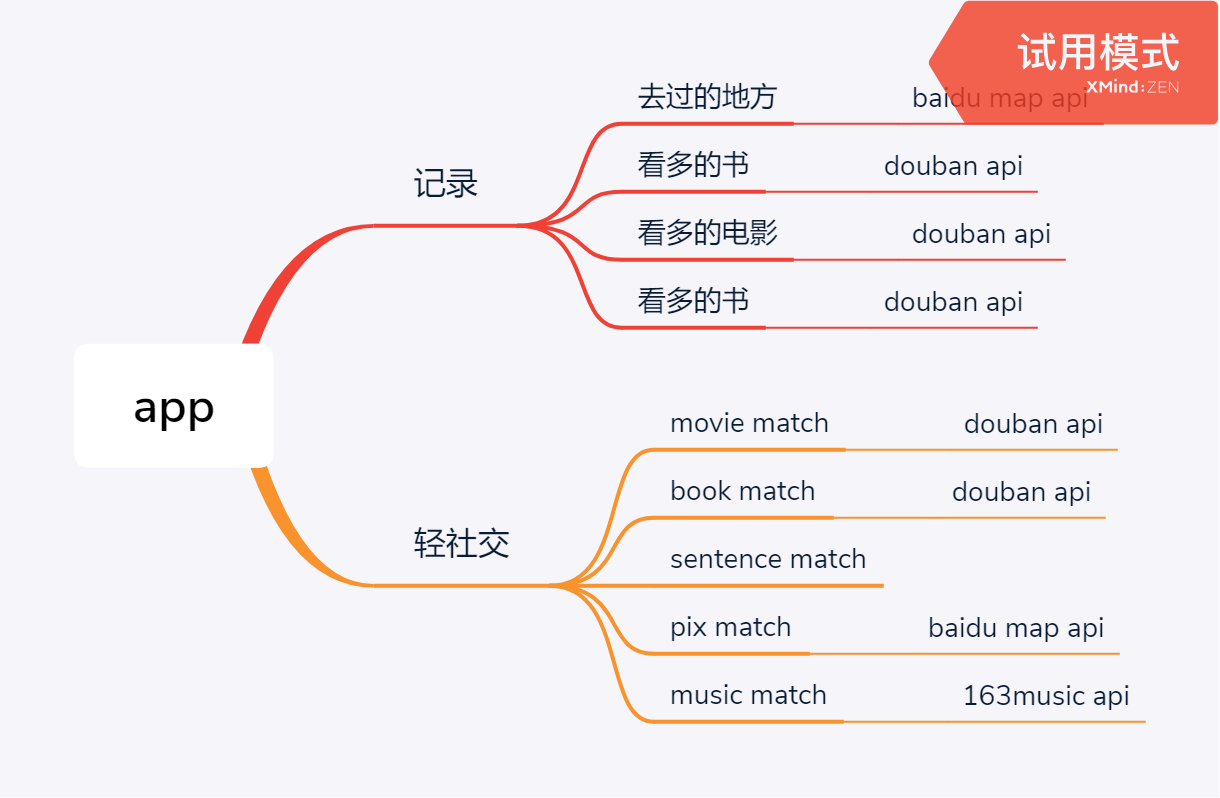 试用模式
XMind:ZEN
app
记录
去过的地方
baidu map api
看多的书
douban api
看多的电影
douban api
看多的书
douban api
轻社交
movie match
douban api
book match
douban api
sentence match
pix match
baidu map api
music match
163music api